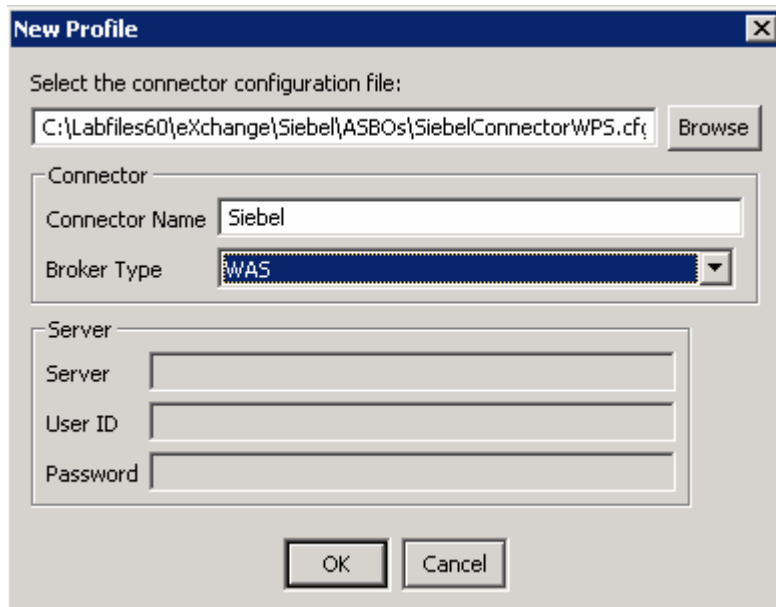 New Profile
Select the connector configuration file:
C:\Labfiles60\eXchange\Siebel\ASBOs\SiebelConnectorWPS.cfg Browse
Connector
Connector Name Siebel
Broker Type WAS
Server
Server
User ID
Password
OK Cancel